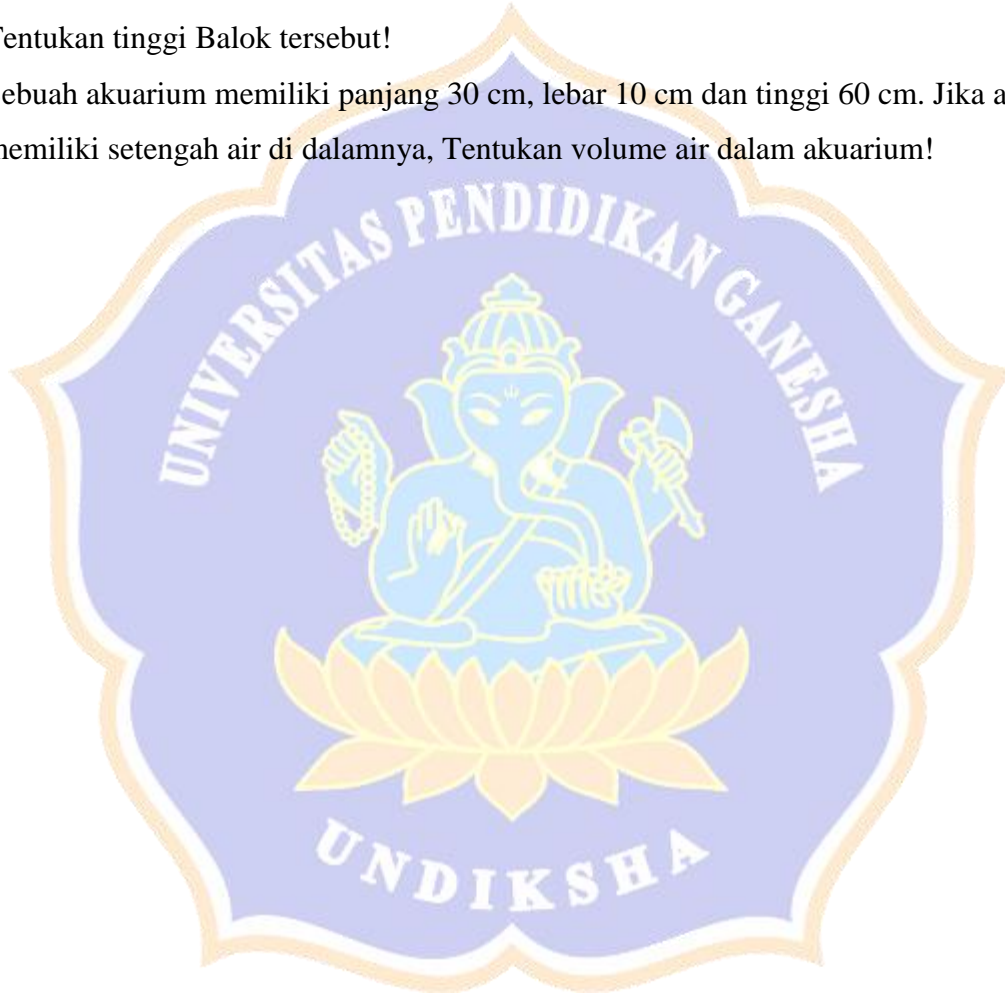 Tentukan tinggi Balok tersebut!
ebuah akuarium memiliki panjang 30 cm, lebar 10 cm dan tinggi 60 cm. Jika a
memiliki setengah air di dalamnya, Tentukan volume air dalam akuarium!
UNIVERSITAS PENDIDIKAN GANESHA
UNDIKSHA